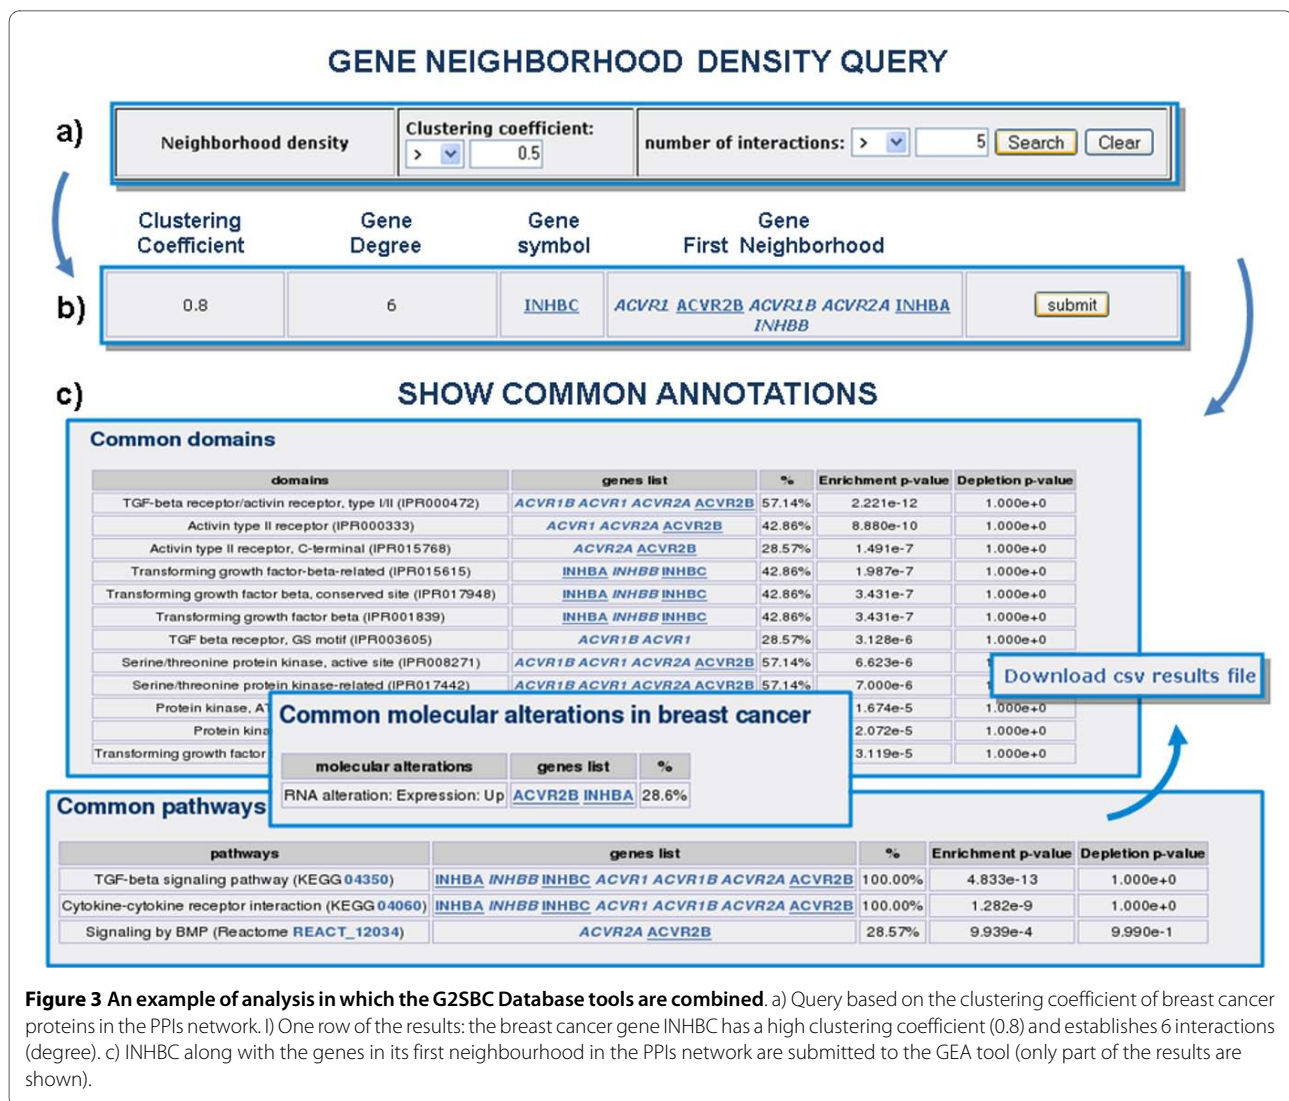 GENE NEIGHBORHOOD DENSITY QUERY
a)
Neighborhood density
Clustering coefficient:
> 0.5
number of interactions: > 5 Search Clear
Clustering Coefficient Gene Degree Gene symbol Gene First Neighborhood
b)
0.8 6 INHBC ACVR1 ACVR2B ACVR1B ACVR2A INHBA INHBB submit
c)
SHOW COMMON ANNOTATIONS
Common domains
domains genes list % Enrichment p-value Depletion p-value
TGF-beta receptor/activin receptor, type I/II (IPR000472) ACVR1B ACVR1 ACVR2A ACVR2B 57.14% 2.221e-12 1.000e+0
Activin type II receptor (IPR000333) ACVR1 ACVR2A ACVR2B 42.86% 8.880e-10 1.000e+0
Activin type II receptor, C-terminal (IPR015768) ACVR2A ACVR2B 28.57% 1.491e-7 1.000e+0
Transforming growth factor-beta-related (IPR015615) INHBA INHBB INHBC 42.86% 1.987e-7 1.000e+0
Transforming growth factor beta, conserved site (IPR017948) INHBA INHBB INHBC 42.86% 3.431e-7 1.000e+0
Transforming growth factor beta (IPR001839) INHBA INHBB INHBC 42.86% 3.431e-7 1.000e+0
TGF beta receptor, GS motif (IPR003605) ACVR1B ACVR1 28.57% 3.128e-6 1.000e+0
Serine/threonine protein kinase, active site (IPR008271) ACVR1B ACVR1 ACVR2A ACVR2B 57.14% 6.623e-6
Serine/threonine protein kinase-related (IPR017442) ACVR1B ACVR1 ACVR2A ACVR2B 57.14% 7.000e-6
Protein kinase, 1.674e-5 1.000e+0
Protein 2.072e-5 1.000e+0
Transforming growth factor 3.119e-5 1.000e+0
Download csv results file
Common molecular alterations in breast cancer
molecular alterations genes list %
RNA alteration: Expression: Up ACVR2B INHBA 28.6%
Common pathways
pathways genes list % Enrichment p-value Depletion p-value
TGF-beta signaling pathway (KEGG 04350) INHBA INHBB INHBC ACVR1 ACVR1B ACVR2A ACVR2B 100.00% 4.833e-13 1.000e+0
Cytokine-cytokine receptor interaction (KEGG 04060) INHBA INHBB INHBC ACVR1 ACVR1B ACVR2A ACVR2B 100.00% 1.282e-9 1.000e+0
Signaling by BMP (Reactome REACT_12034) ACVR2A ACVR2B 28.57% 9.939e-4 9.990e-1
Figure 3 An example of analysis in which the G2SBC Database tools are combined. a) Query based on the clustering coefficient of breast cancer
proteins in the PPIs network. l) One row of the results: the breast cancer gene INHBC has a high clustering coefficient (0.8) and establishes 6 interactions
(degree). c) INHBC along with the genes in its first neighbourhood in the PPIs network are submitted to the GEA tool (only part of the results are
shown).